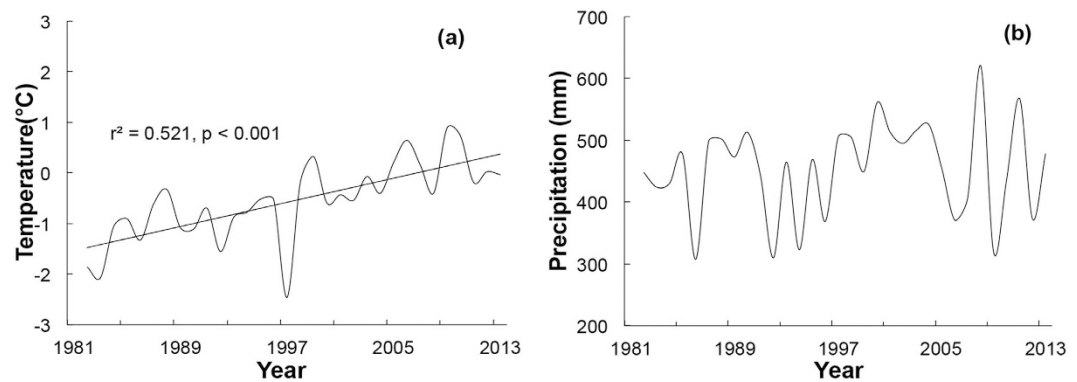 (a)
Temperature(°C)
3
2
1
0
-1
-2
-3
r² = 0.521, p < 0.001
1981 1989 1997 2005 2013
Year
(b)
Precipitation (mm)
700
600
500
400
300
200
1981 1989 1997 2005 2013
Year